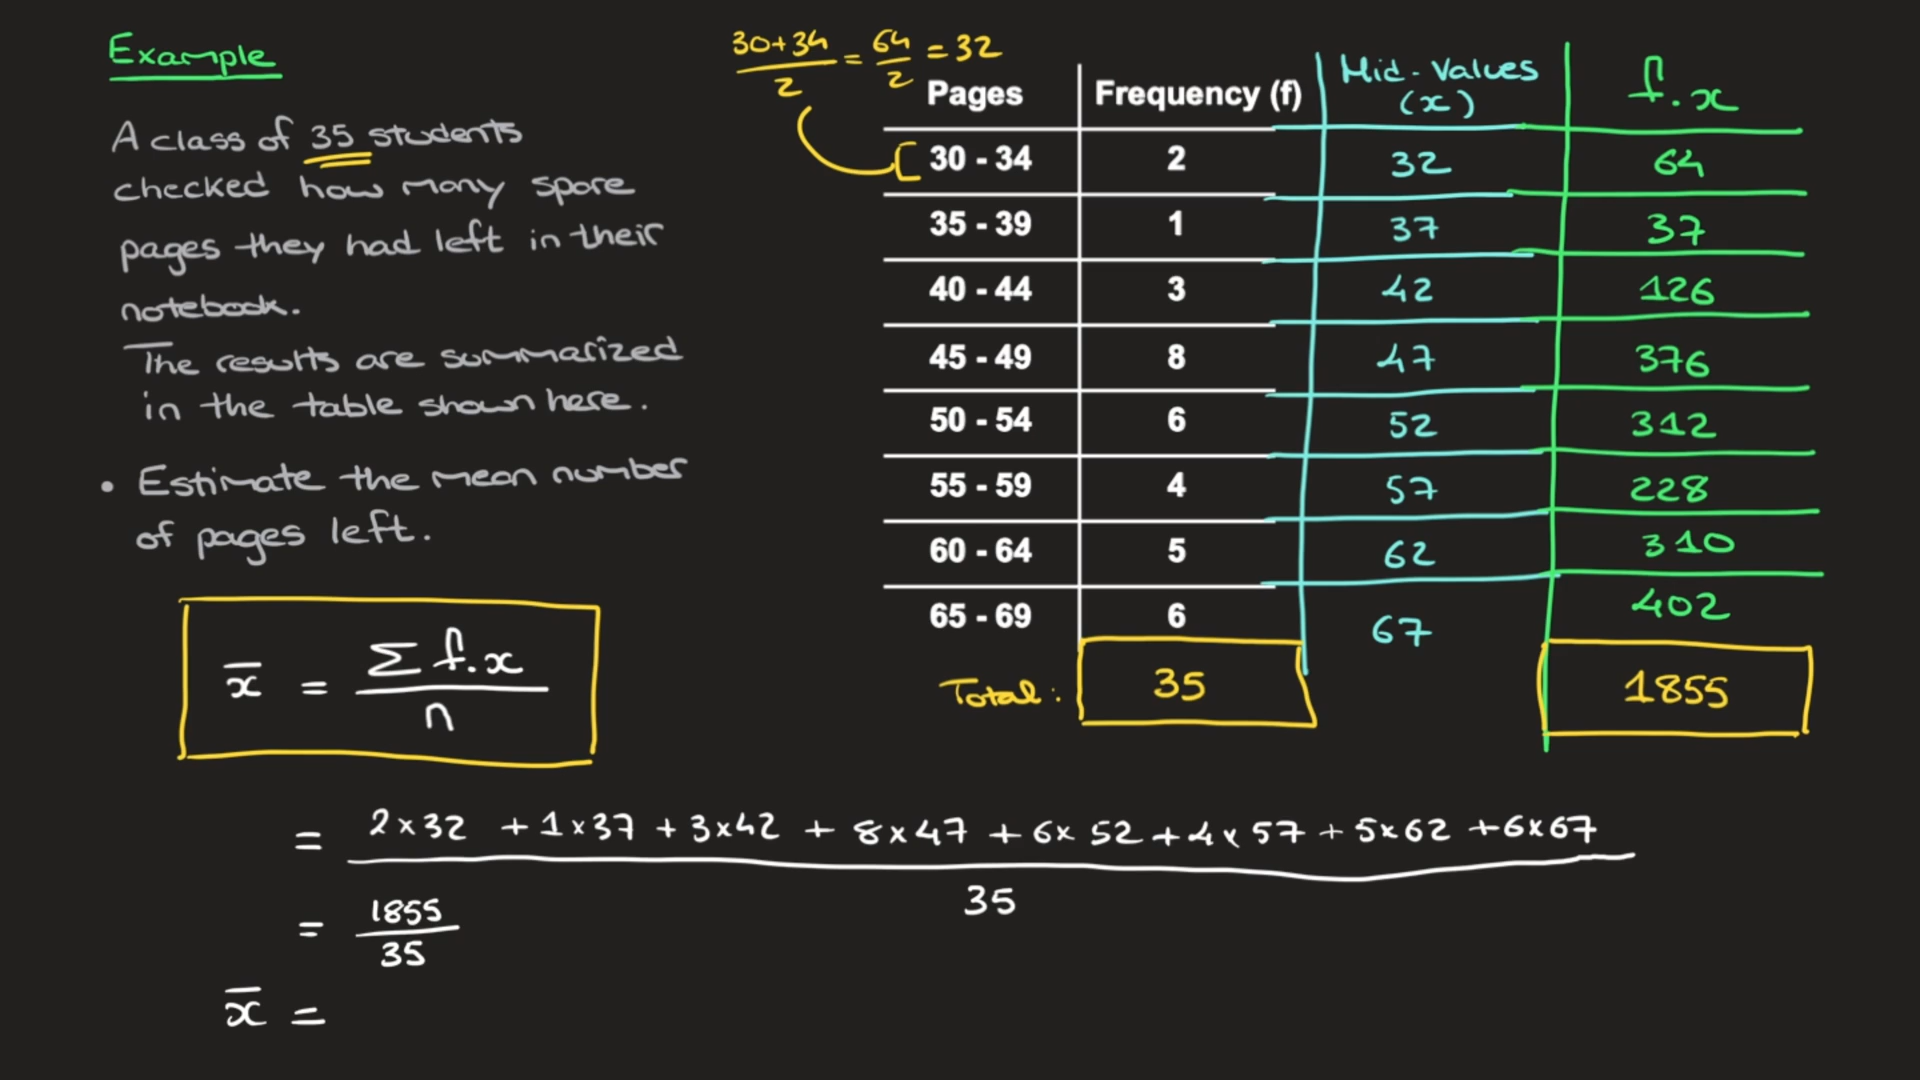 Example
A class of 35 students
checked how many spare
pages they had left in their
notebook.
The results are summarized
in the table shown here.
• Estimate the mean number
of pages left.
30+34/2 = 64/2 = 32
Pages Frequency (f) Mid-Values (x) f.x
30 - 34 2 32 64
35 - 39 1 37 37
40 - 44 3 42 126
45 - 49 8 47 376
50 - 54 6 52 312
55 - 59 4 57 228
60 - 64 5 62 310
65 - 69 6 67 402
Total: 35 1855
x̄ = Σ f.x / n
= 2×32 + 1×37 + 3×42 + 8×47 + 6×52 + 4×57 + 5×62 + 6×67 / 35
= 1855/35
x̄ =